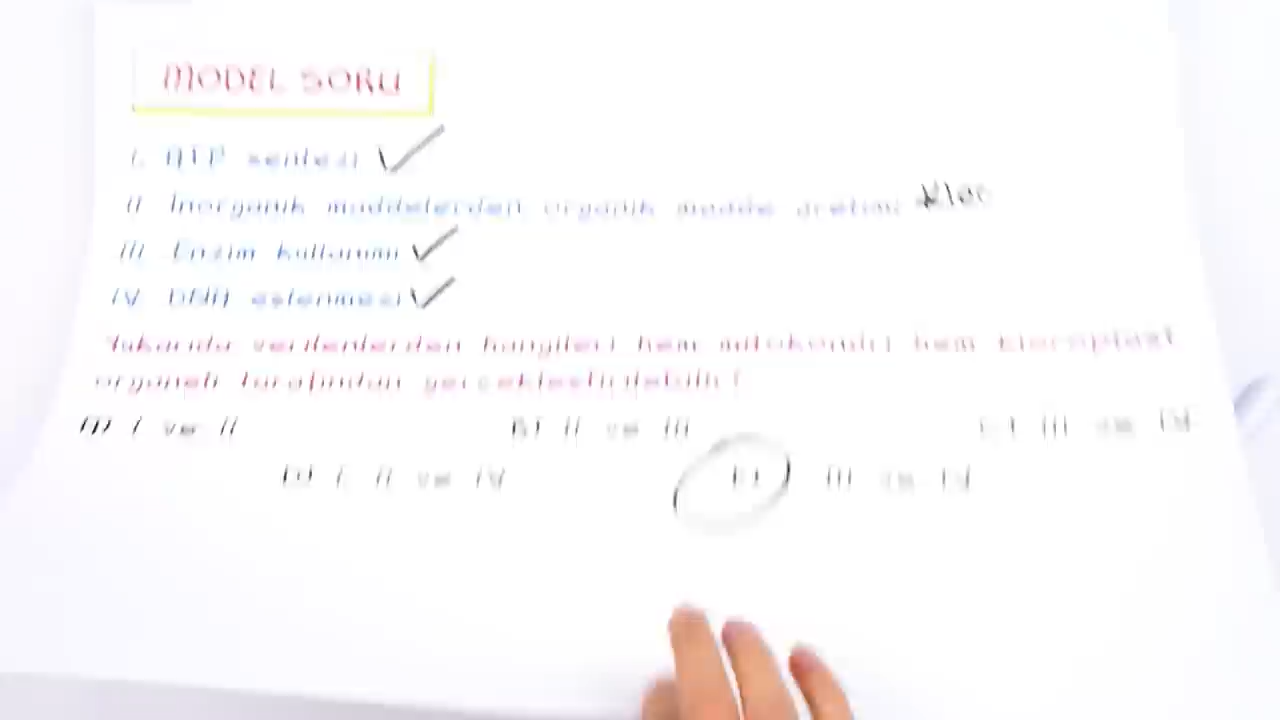 MODEL SORU
I. ATP sentezi
II. İnorganik maddelerden organik madde üretimi Klor
III. Enzim kullanımı
IV. DNA eşlenmesi
Yukarıda verilenlerden hangileri hem mitokondri hem kloroplast
organeli tarafından gerçekleştirilebilir?
A) I ve II B) II ve III C) III ve IV
D) I, II ve IV E) I, III ve IV